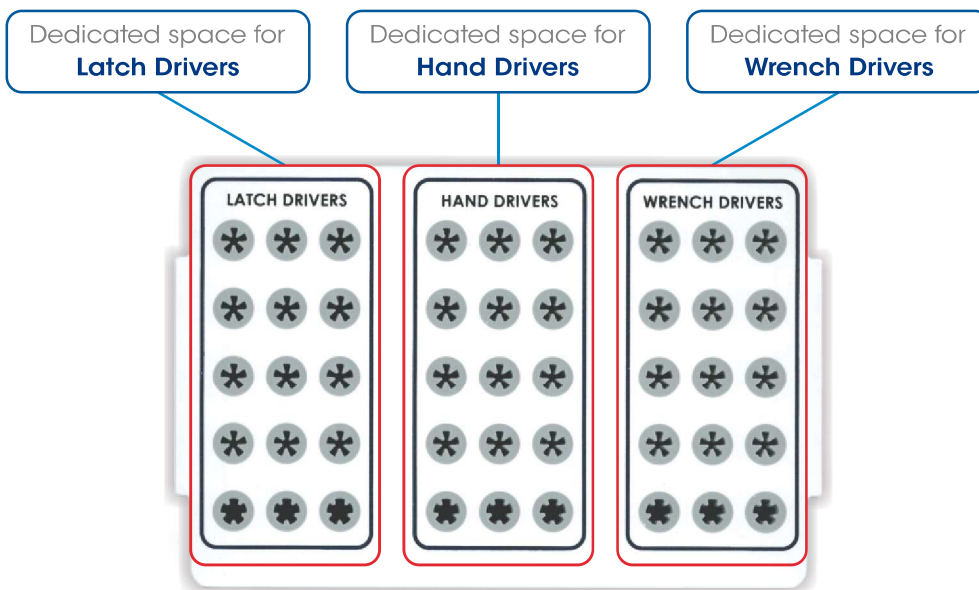 Dedicated space for
Latch Drivers
Dedicated space for
Hand Drivers
Dedicated space for
Wrench Drivers
LATCH DRIVERS
HAND DRIVERS
WRENCH DRIVERS